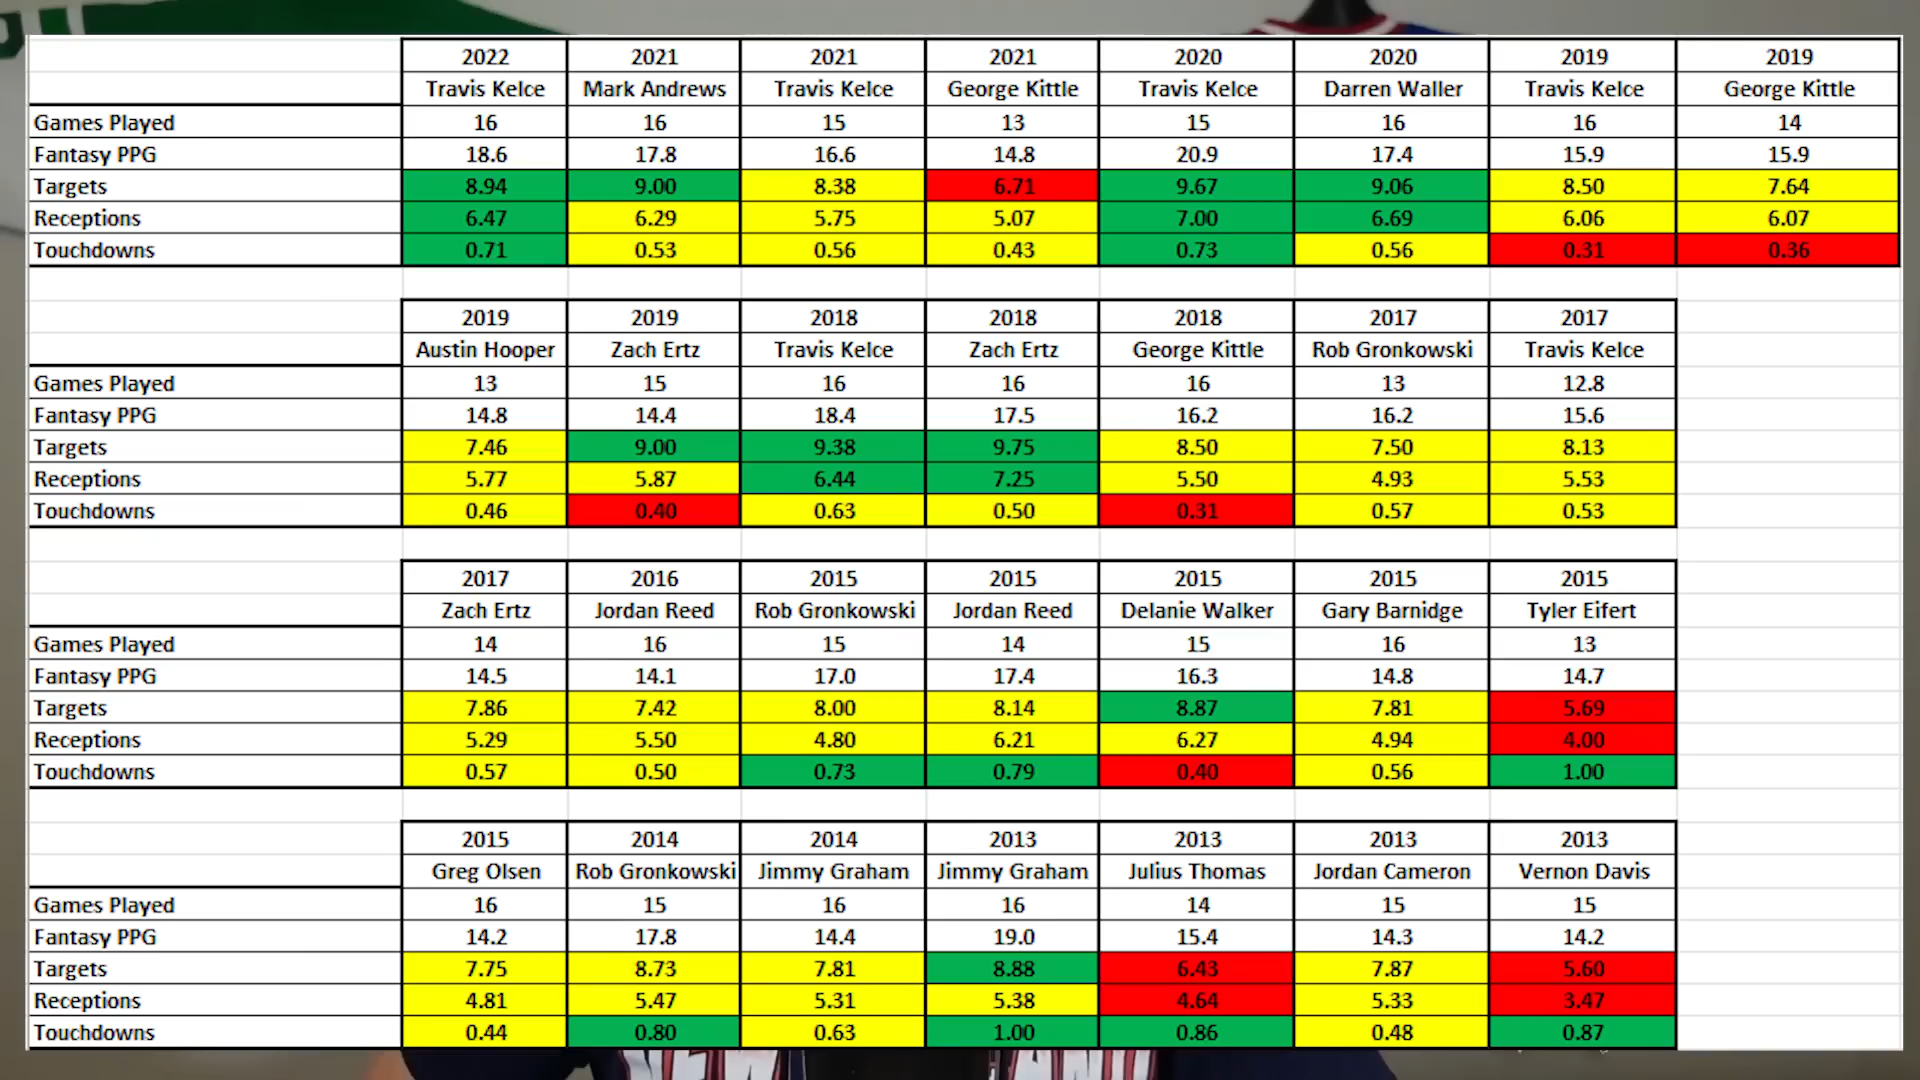 2022 2021 2021 2021 2020 2020 2019 2019
Travis Kelce Mark Andrews Travis Kelce George Kittle Travis Kelce Darren Waller Travis Kelce George Kittle
Games Played 16 16 15 13 15 16 16 14
Fantasy PPG 18.6 17.8 16.6 14.8 20.9 17.4 15.9 15.9
Targets 8.94 9.00 8.38 6.71 9.67 9.06 8.50 7.64
Receptions 6.47 6.29 5.75 5.07 7.00 6.69 6.06 6.07
Touchdowns 0.71 0.53 0.56 0.43 0.73 0.56 0.31 0.36
2019 2019 2018 2018 2018 2017 2017
Austin Hooper Zach Ertz Travis Kelce Zach Ertz George Kittle Rob Gronkowski Travis Kelce
Games Played 13 15 16 16 16 13 12.8
Fantasy PPG 14.8 14.4 18.4 17.5 16.2 16.2 15.6
Targets 7.46 9.00 9.38 9.75 8.50 7.50 8.13
Receptions 5.77 5.87 6.44 7.25 5.50 4.93 5.53
Touchdowns 0.46 0.40 0.63 0.50 0.31 0.57 0.53
2017 2016 2015 2015 2015 2015 2015
Zach Ertz Jordan Reed Rob Gronkowski Jordan Reed Delanie Walker Gary Barnidge Tyler Eifert
Games Played 14 16 15 14 15 16 13
Fantasy PPG 14.5 14.1 17.0 17.4 16.3 14.8 14.7
Targets 7.86 7.42 8.00 8.14 8.87 7.81 5.69
Receptions 5.29 5.50 4.80 6.21 6.27 4.94 4.00
Touchdowns 0.57 0.50 0.73 0.79 0.40 0.56 1.00
2015 2014 2014 2013 2013 2013 2013
Greg Olsen Rob Gronkowski Jimmy Graham Jimmy Graham Julius Thomas Jordan Cameron Vernon Davis
Games Played 16 15 16 16 14 15 15
Fantasy PPG 14.2 17.8 14.4 19.0 15.4 14.3 14.2
Targets 7.75 8.73 7.81 8.88 6.43 7.87 5.60
Receptions 4.81 5.47 5.31 5.38 4.64 5.33 3.47
Touchdowns 0.44 0.80 0.63 1.00 0.86 0.48 0.87